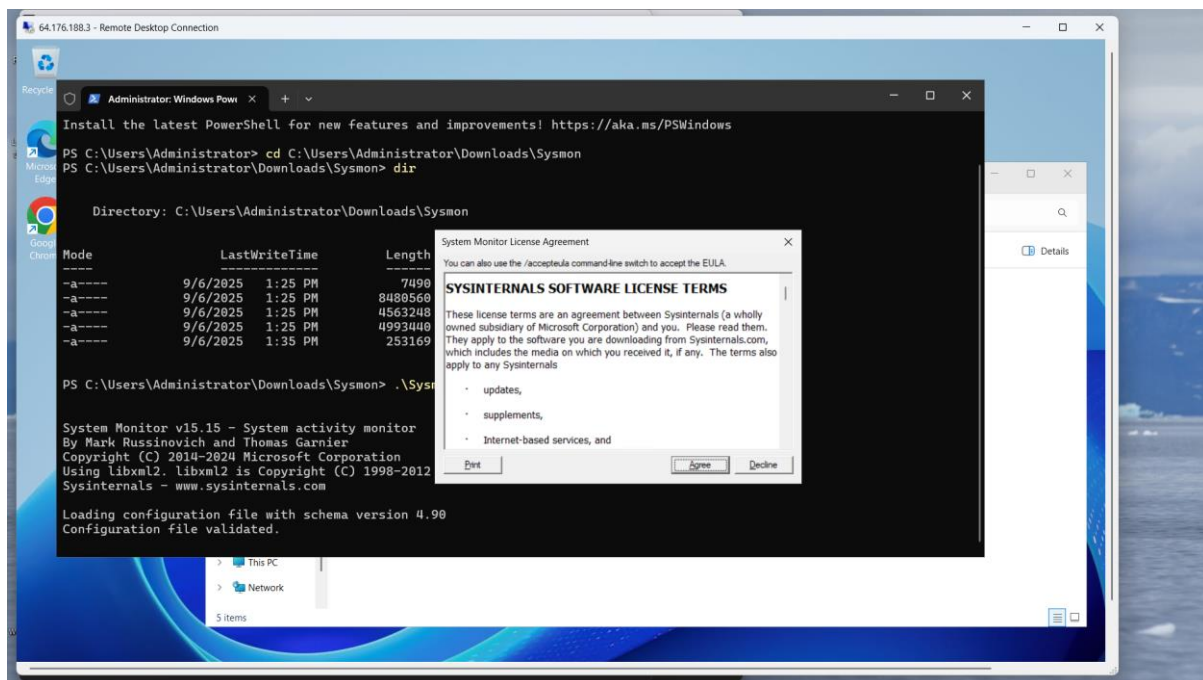 64.176.188.3 - Remote Desktop Connection
Recycle
Administrator: Windows Powe
Install the latest PowerShell for new features and improvements! https://aka.ms/PSWindows
PS C:\Users\Administrator> cd C:\Users\Administrator\Downloads\Sysmon
PS C:\Users\Administrator\Downloads\Sysmon> dir
Edge
Directory: C:\Users\Administrator\Downloads\Sysmon
Mode LastWriteTime Length
---- ------------- ------
-a---- 9/6/2025 1:25 PM 7490
-a---- 9/6/2025 1:25 PM 8480560
-a---- 9/6/2025 1:25 PM 4563248
-a---- 9/6/2025 1:25 PM 4993440
-a---- 9/6/2025 1:35 PM 253169
PS C:\Users\Administrator\Downloads\Sysmon> .\Sys
System Monitor v15.15 - System activity monitor
By Mark Russinovich and Thomas Garnier
Copyright (C) 2014-2024 Microsoft Corporation
Using libxml2. libxml2 is Copyright (C) 1998-2012
Sysinternals - www.sysinternals.com
Loading configuration file with schema version 4.90
Configuration file validated.
System Monitor License Agreement
You can also use the /accepteula command-line switch to accept the EULA.
SYSINTERNALS SOFTWARE LICENSE TERMS
These license terms are an agreement between Sysinternals (a wholly
owned subsidiary of Microsoft Corporation) and you. Please read them.
They apply to the software you are downloading from Sysinternals.com,
which includes the media on which you received it, if any. The terms also
apply to any Sysinternals
· updates,
· supplements,
· Internet-based services, and
Print
Agree
Decline
Details
This PC
Network
5 items